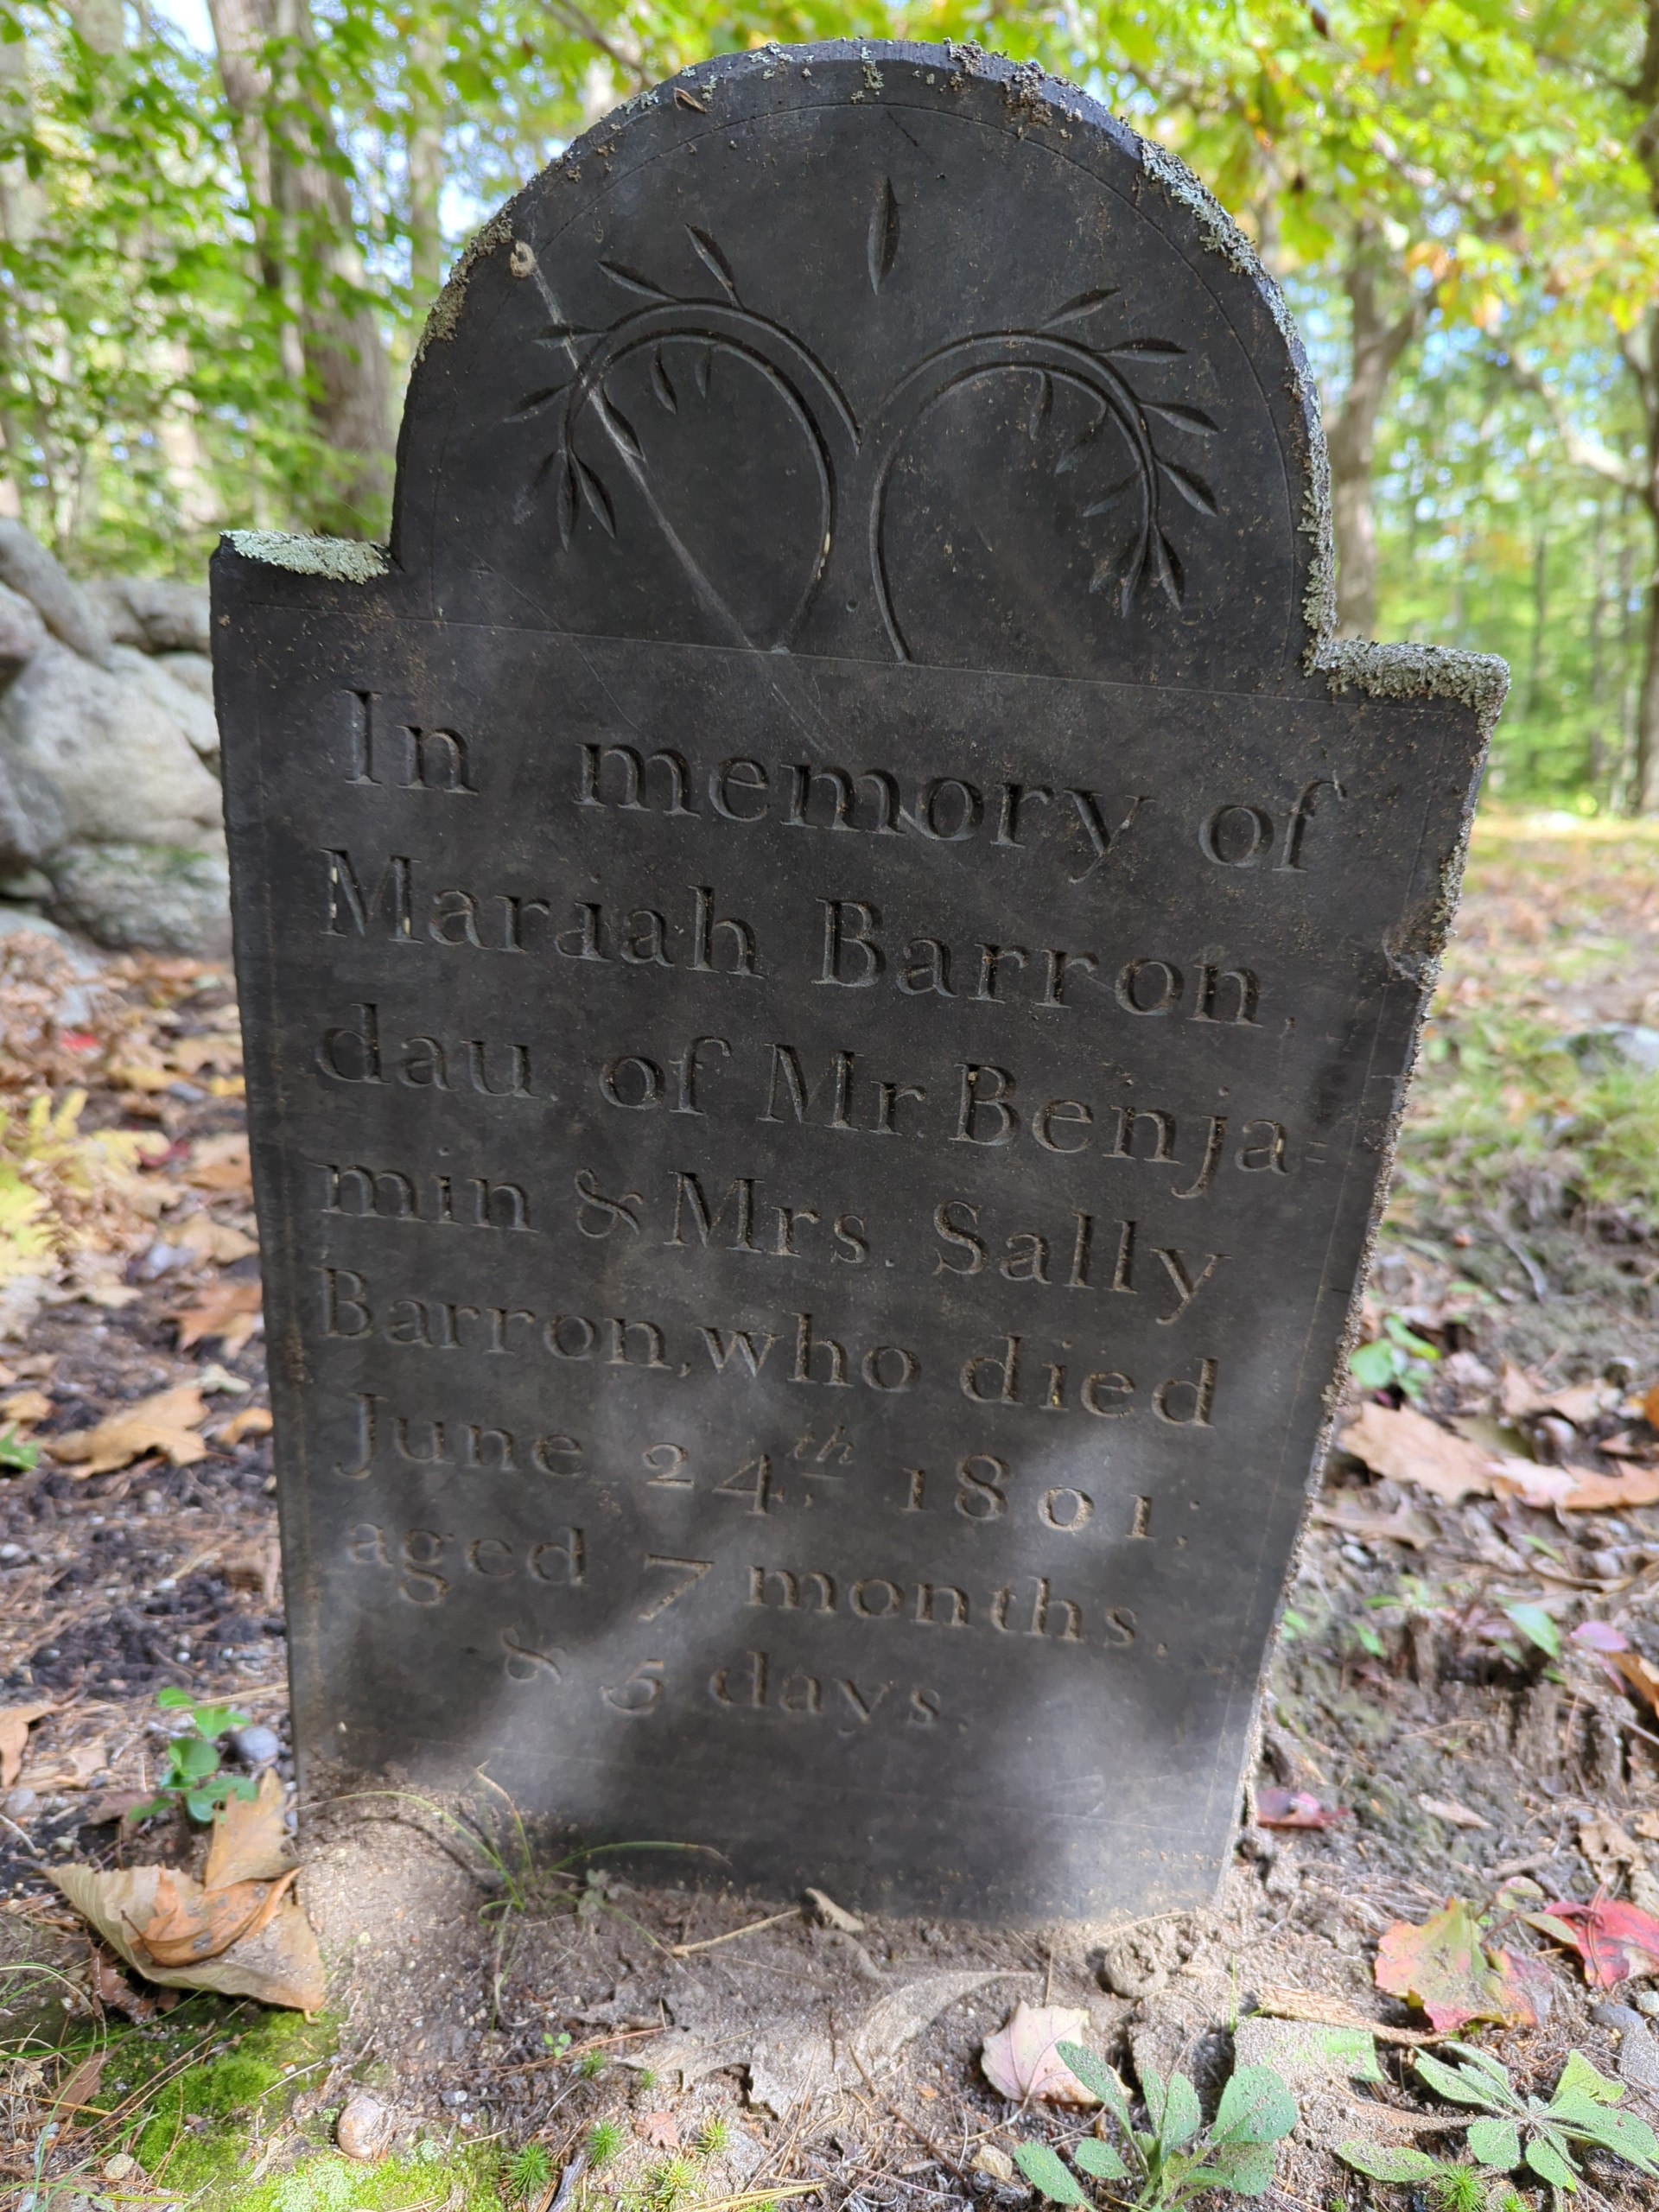 In memory of
Mariah Barron,
dau. of Mr. Benja=
min & Mrs. Sally
Barron, who died
June 24th, 1801;
aged 7 months,
& 5 days.